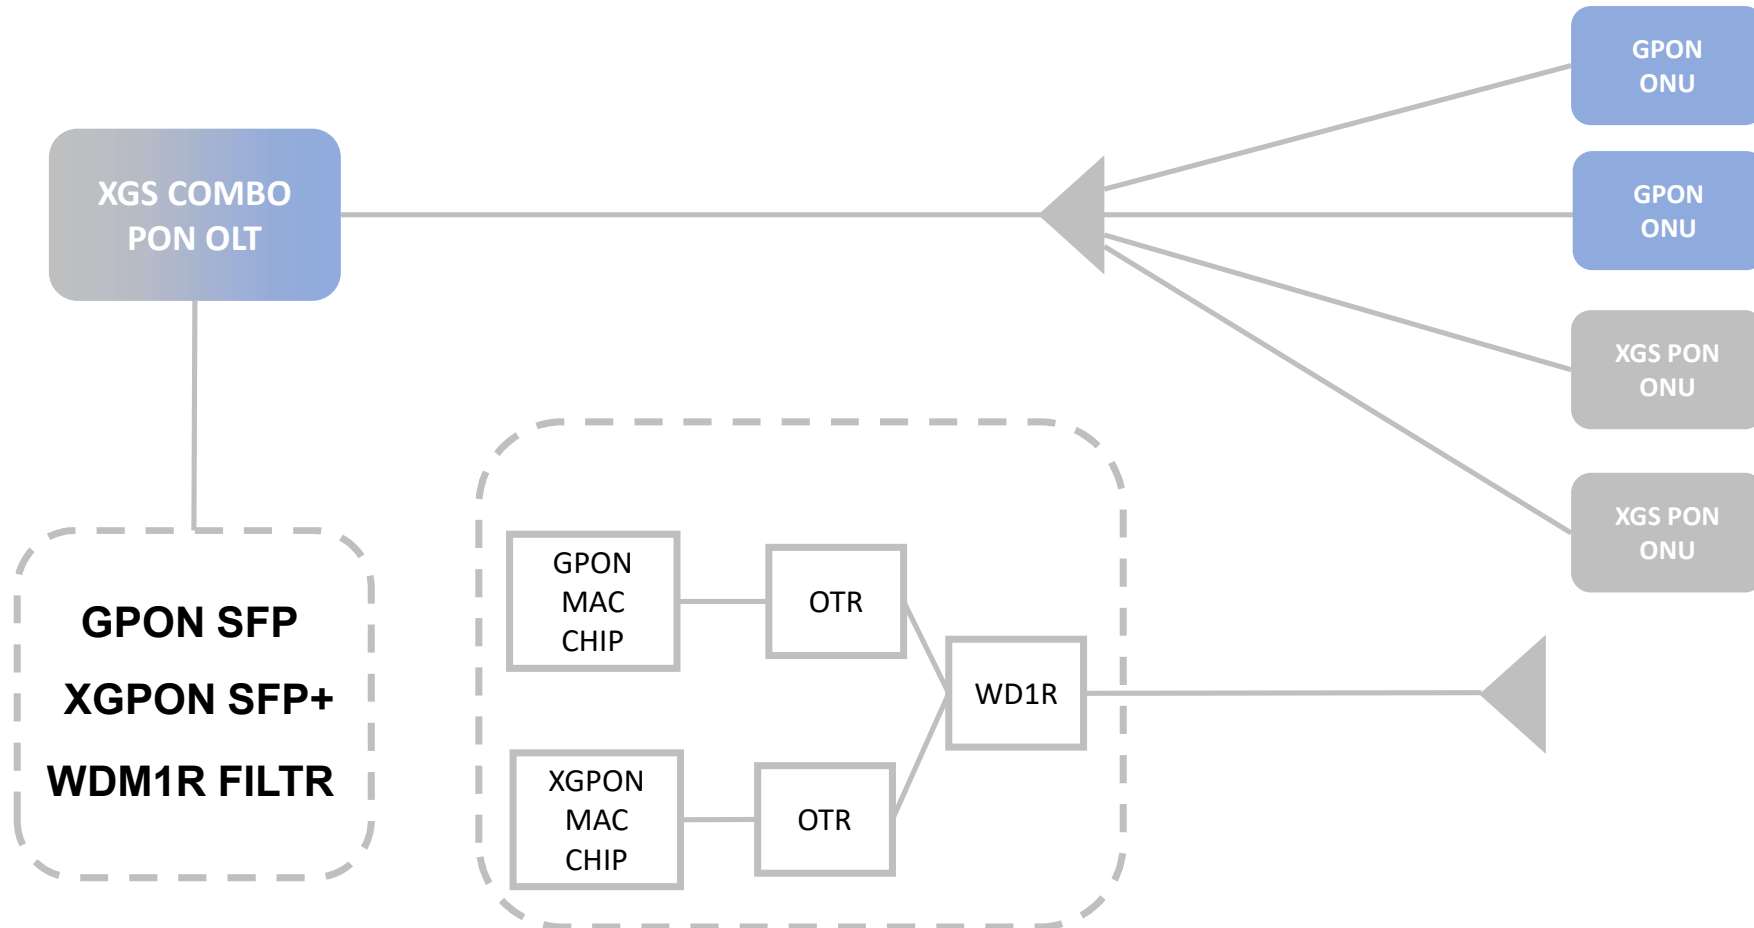 GPON
ONU
XGS COMBO
PON OLT
GPON
ONU
XGS PON
ONU
XGS PON
ONU
GPON SFP
XGPON SFP+
WDM1R FILTR
GPON
MAC
CHIP
OTR
WD1R
XGPON
MAC
CHIP
OTR